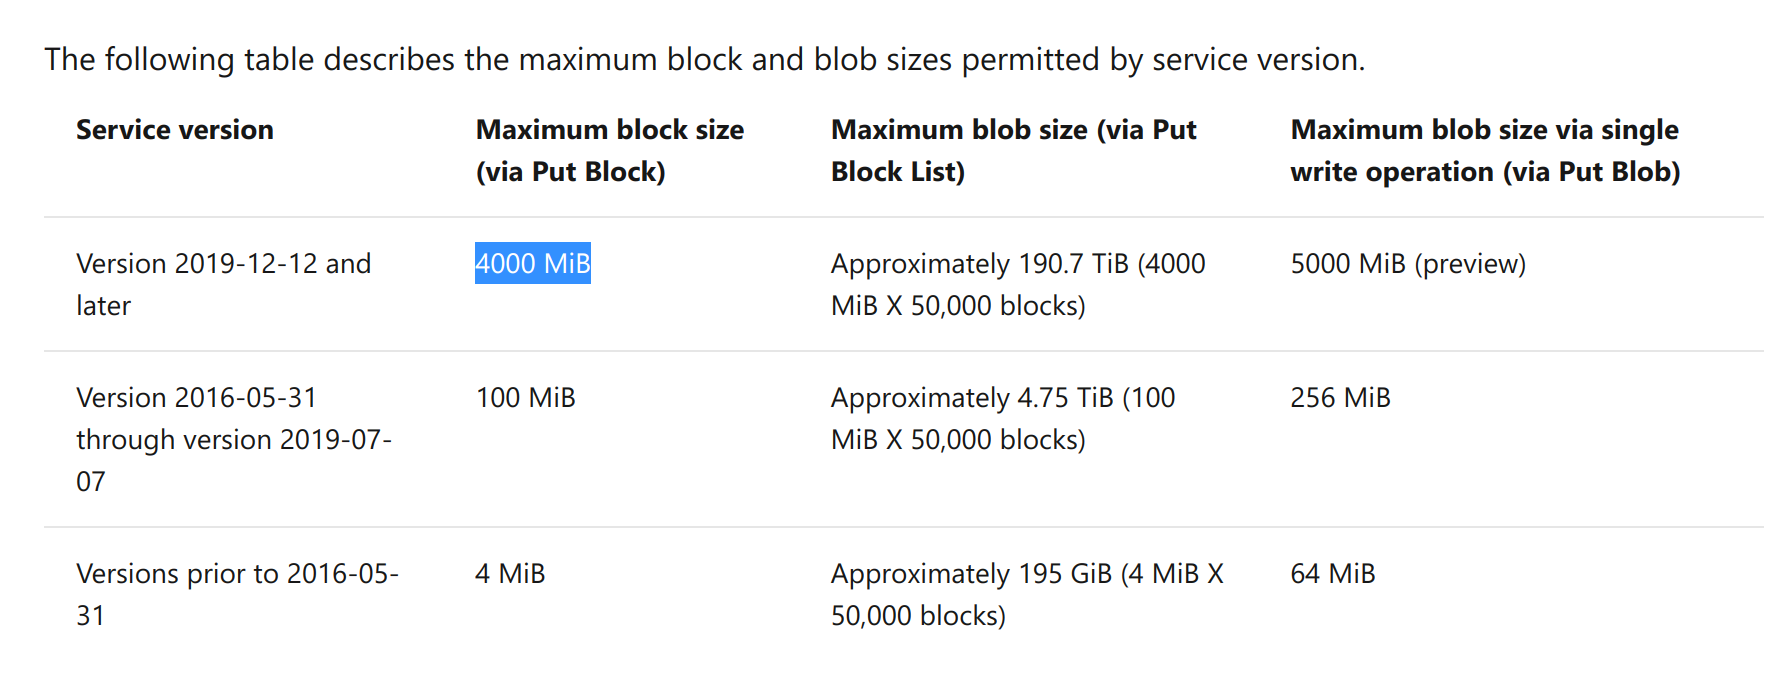 The following table describes the maximum block and blob sizes permitted by service version.
Service version
Maximum block size
(via Put Block)
Maximum blob size (via Put
Block List)
Maximum blob size via single
write operation (via Put Blob)
Version 2019-12-12 and
later
4000 MiB
Approximately 190.7 TiB (4000
MiB X 50,000 blocks)
5000 MiB (preview)
Version 2016-05-31
through version 2019-07-
07
100 MiB
Approximately 4.75 TiB (100
MiB X 50,000 blocks)
256 MiB
Versions prior to 2016-05-
31
4 MiB
Approximately 195 GiB (4 MiB X
50,000 blocks)
64 MiB